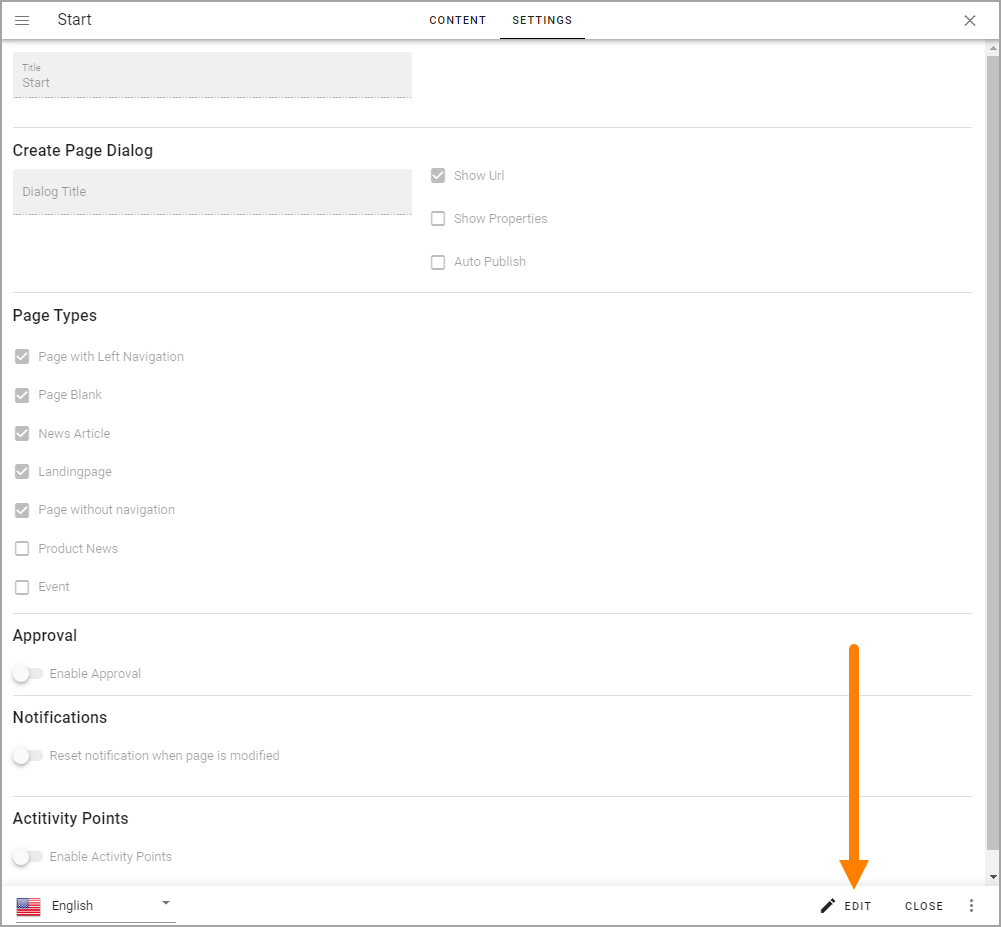 Start
CONTENT
SETTINGS
Title
Start
Create Page Dialog
Dialog Title
Show Url
Show Properties
Auto Publish
Page Types
Page with Left Navigation
Page Blank
News Article
Landingpage
Page without navigation
Product News
Event
Approval
Enable Approval
Notifications
Reset notification when page is modified
Actitivity Points
Enable Activity Points
English
EDIT
CLOSE